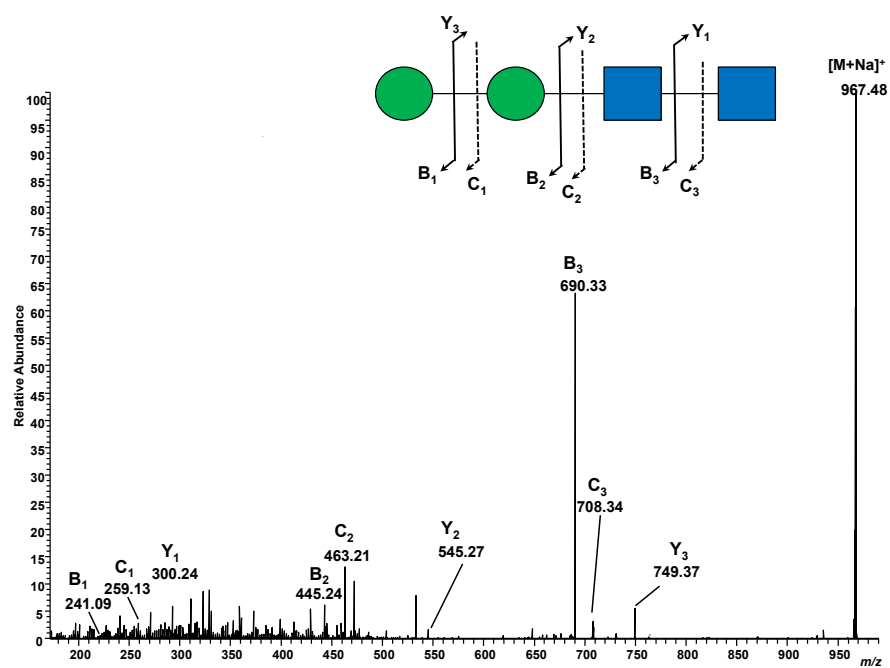 Y3
Y2
Y1
B1
C1
B2
C2
B3
C3
[M+Na]+
967.48
B3
690.33
C3
708.34
Y3
749.37
Y2
545.27
C2
463.21
B2
445.24
Y1
300.24
C1
259.13
B1
241.09
Relative Abundance
100
95
90
85
80
75
70
65
60
55
50
45
40
35
30
25
20
15
10
5
0
200 250 300 350 400 450 500 550 600 650 700 750 800 850 900 950
m/z